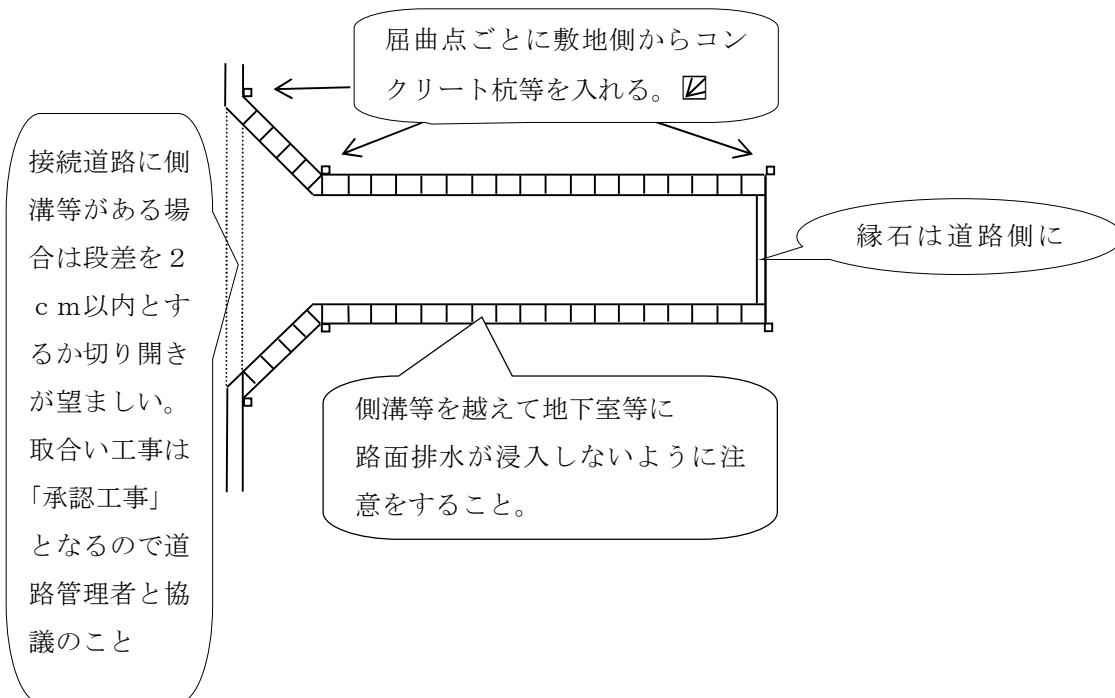 屈曲点ごとに敷地側からコン
クリート杭等を入れる。
接続道路に側
溝等がある場
合は段差を２
ｃｍ以内とす
るか切り開き
が望ましい。
取合い工事は
「承認工事」
となるので道
路管理者と協
議のこと
縁石は道路側に
側溝等を越えて地下室等に
路面排水が浸入しないように注
意をすること。